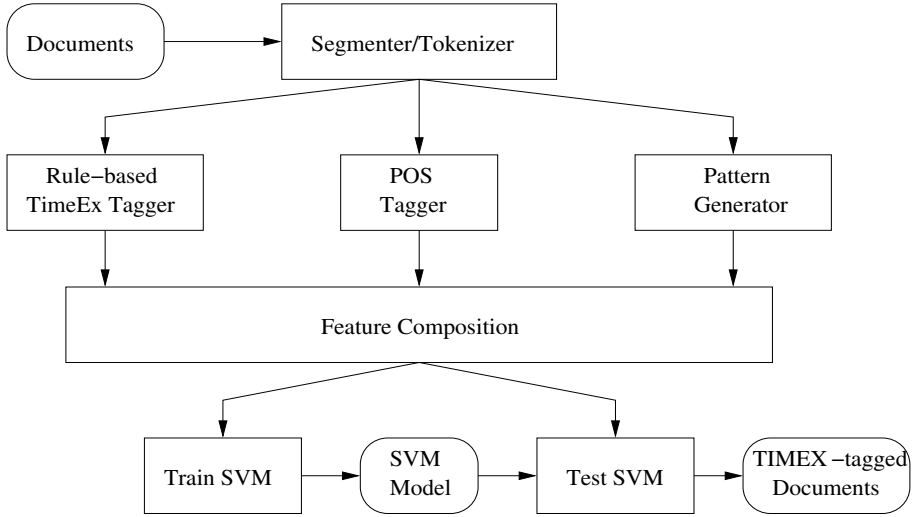 Documents
Segmenter/Tokenizer
Rule-based
TimeEx Tagger
POS
Tagger
Pattern
Generator
Feature Composition
Train SVM
SVM
Model
Test SVM
TIMEX-tagged
Documents